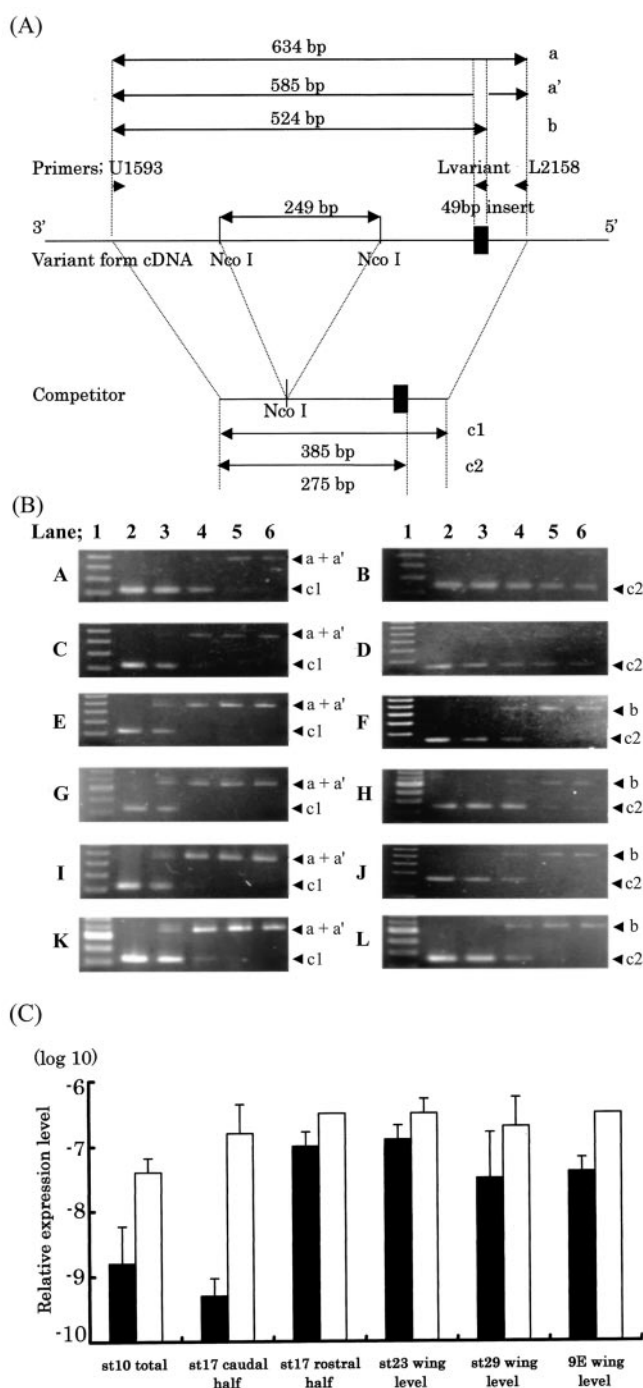 (A)
634 bp a
585 bp a'
524 bp b
Primers; U1593 Lvariant L2158
249 bp 49bp insert
3' 5'
Variant form cDNA Nco I Nco I
Competitor
Nco I
c1
385 bp
c2
275 bp
(B)
Lane; 1 2 3 4 5 6 1 2 3 4 5 6
A a + a' c1 B c2
C a + a' c1 D c2
E a + a' c1 F b c2
G a + a' c1 H b c2
I a + a' c1 J b c2
K a + a' c1 L b c2
(C)
(log 10)
Relative expression level
-6
-7
-8
-9
-10
st10 total
st17 caudal half
st17 rostral half
st23 wing level
st29 wing level
9E wing level